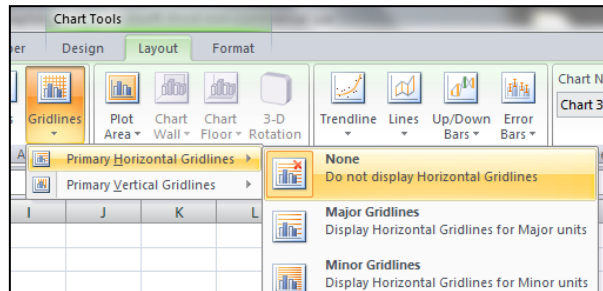 Chart Tools
er Design Layout Format
Gridlines Plot Area Chart Wall Chart Floor 3-D Rotation Trendline Lines Up/Down Bars Error Bars
Chart N
Chart 3
A
Primary Horizontal Gridlines
Primary Vertical Gridlines
None
Do not display Horizontal Gridlines
I J K L
Major Gridlines
Display Horizontal Gridlines for Major units
Minor Gridlines
Display Horizontal Gridlines for Minor units